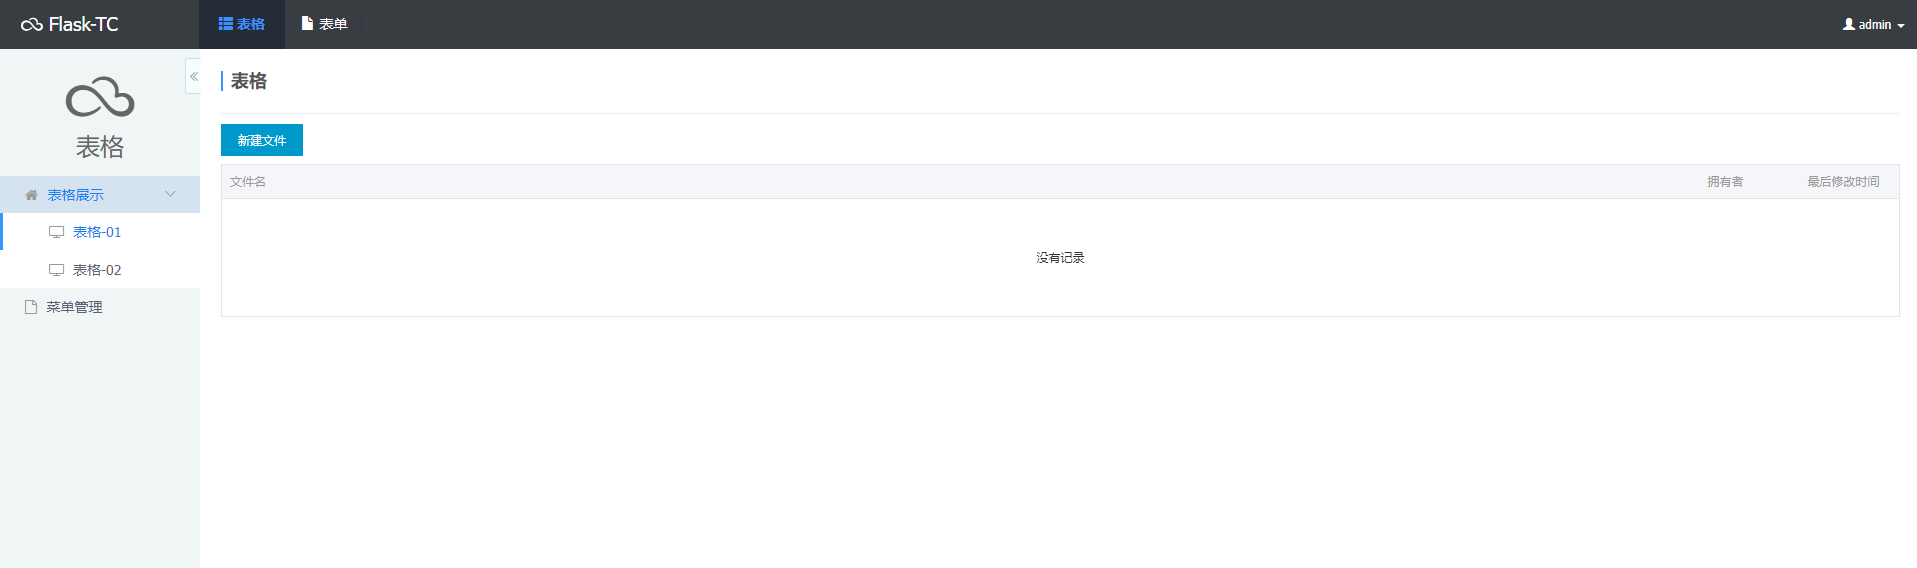 Flask-TC
表格
表单
admin
表格
表格展示
表格-01
表格-02
菜单管理
表格
新建文件
文件名 拥有者 最后修改时间
没有记录